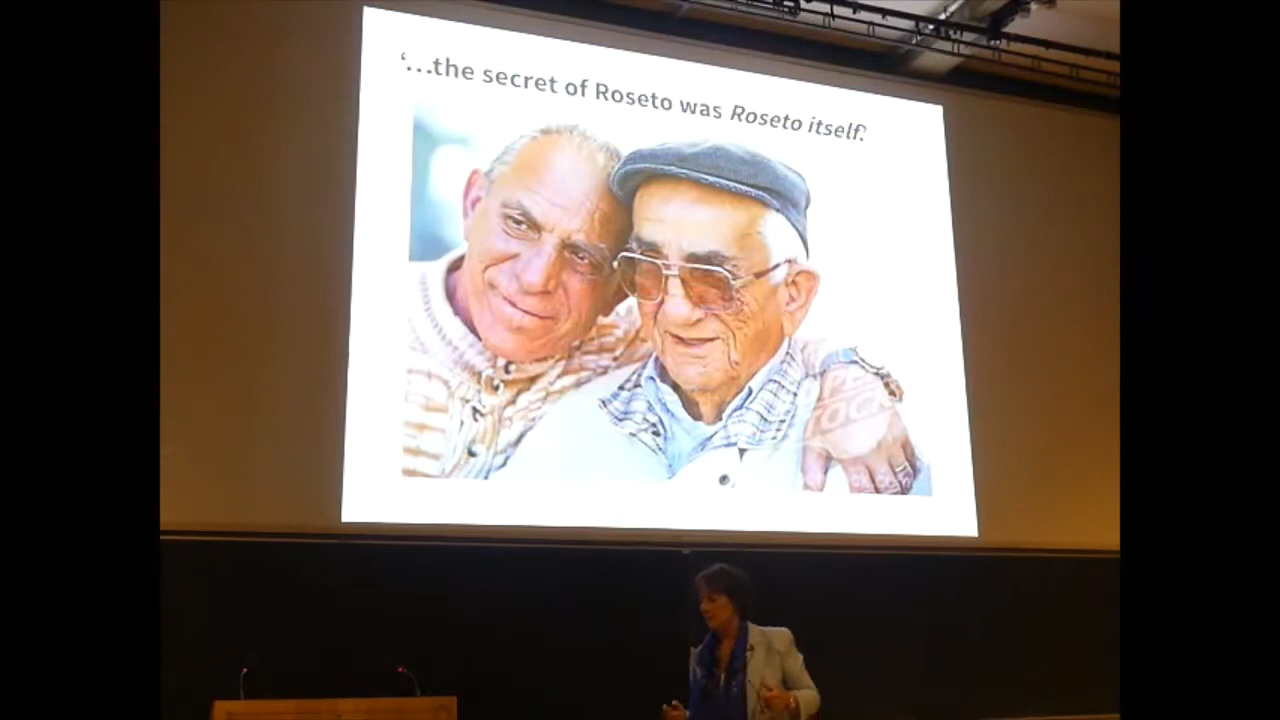 ‘…the secret of Roseto was Roseto itself.’